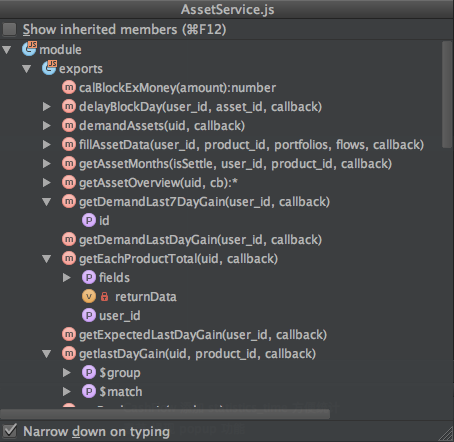 AssetService.js
Show inherited members (⌘F12)
module
exports
calBlockExMoney(amount):number
delayBlockDay(user_id, asset_id, callback)
demandAssets(uid, callback)
fillAssetData(user_id, product_id, portfolios, flows, callback)
getAssetMonths(isSettle, user_id, product_id, callback)
getAssetOverview(uid, cb):*
getDemandLast7DayGain(user_id, callback)
id
getDemandLastDayGain(user_id, callback)
getEachProductTotal(uid, callback)
fields
returnData
user_id
getExpectedLastDayGain(user_id, callback)
getlastDayGain(uid, product_id, callback)
$group
$match
Narrow down on typing